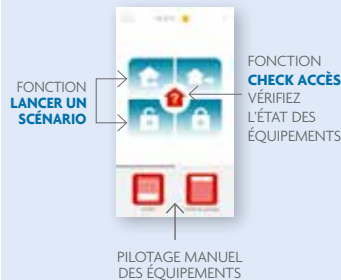 FONCTION
LANCER UN
SCÉNARIO
FONCTION
CHECK ACCÈS
VÉRIFIEZ
L'ÉTAT DES
ÉQUIPEMENTS
?
PILOTAGE MANUEL
DES ÉQUIPEMENTS